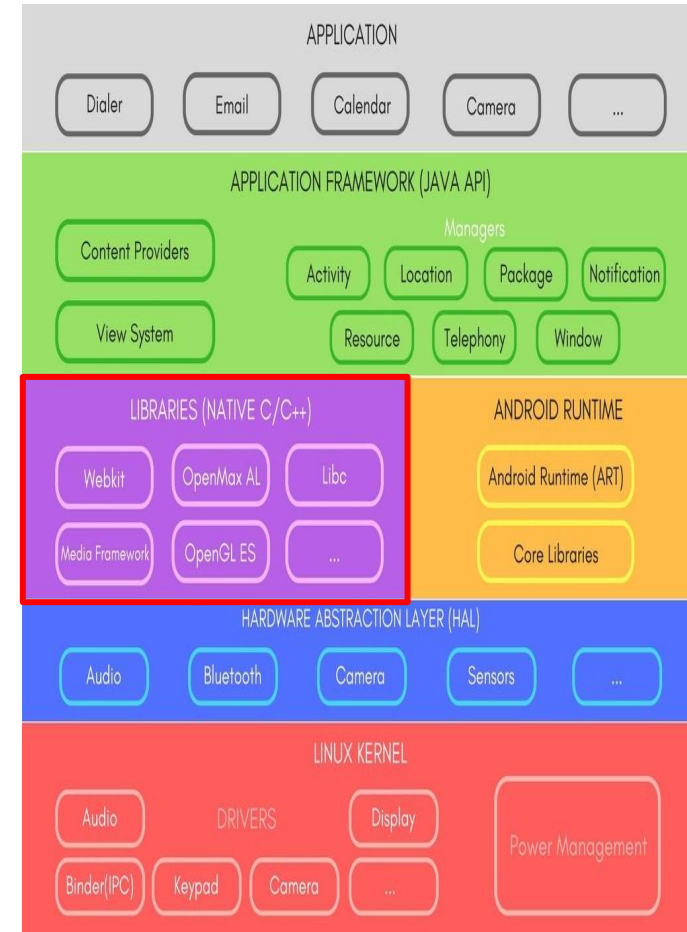 APPLICATION
Dialer
Email
Calendar
Camera
...
APPLICATION FRAMEWORK (JAVA API)
Managers
Content Providers
Activity
Location
Package
Notification
View System
Resource
Telephony
Window
LIBRARIES (NATIVE C/C++)
Webkit
OpenMax AL
Libc
Media Framework
OpenGL ES
...
ANDROID RUNTIME
Android Runtime (ART)
Core Libraries
HARDWARE ABSTRACTION LAYER (HAL)
Audio
Bluetooth
Camera
Sensors
...
LINUX KERNEL
Audio
DRIVERS
Display
Power Management
Binder(IPC)
Keypad
Camera
...